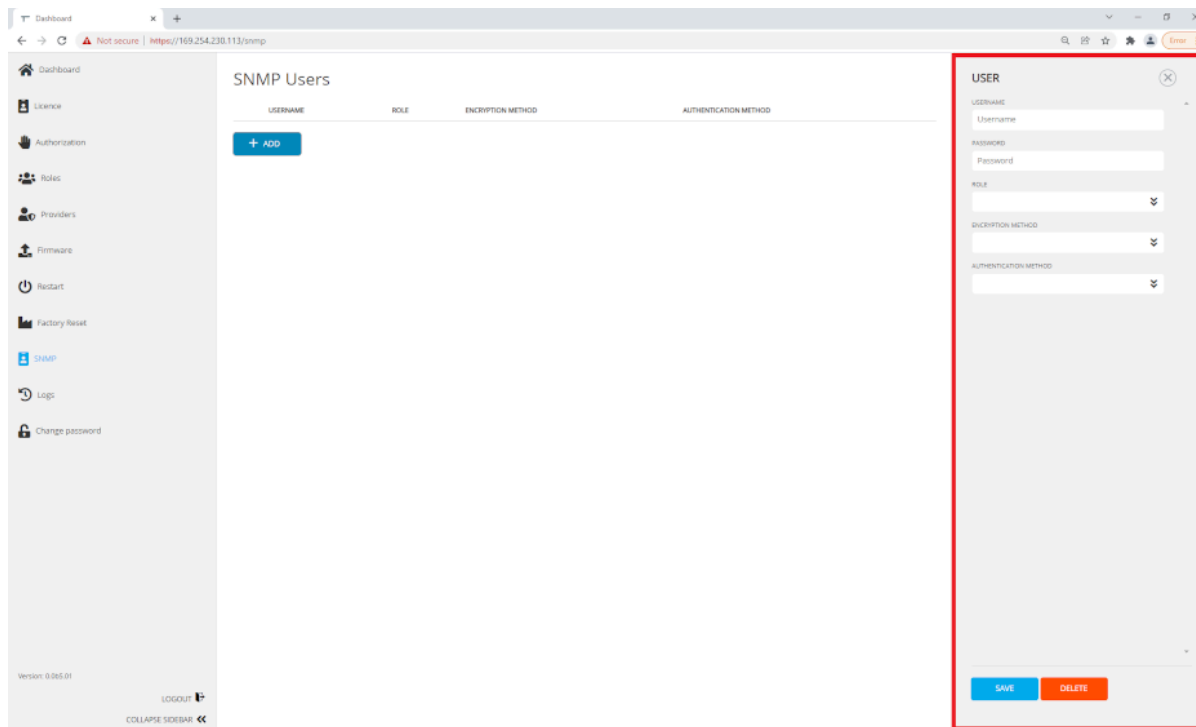 Dashboard
Not secure
https://169.254.230.113/snmp
Error
Dashboard
Licence
Authorization
Roles
Providers
Firmware
Restart
Factory Reset
SNMP
Logs
Change password
Version: 0.0b5.01
LOGOUT
COLLAPSE SIDEBAR
SNMP Users
USERNAME ROLE ENCRYPTION METHOD AUTHENTICATION METHOD
+ ADD
USER
USERNAME
Username
PASSWORD
Password
ROLE
ENCRYPTION METHOD
AUTHENTICATION METHOD
SAVE DELETE